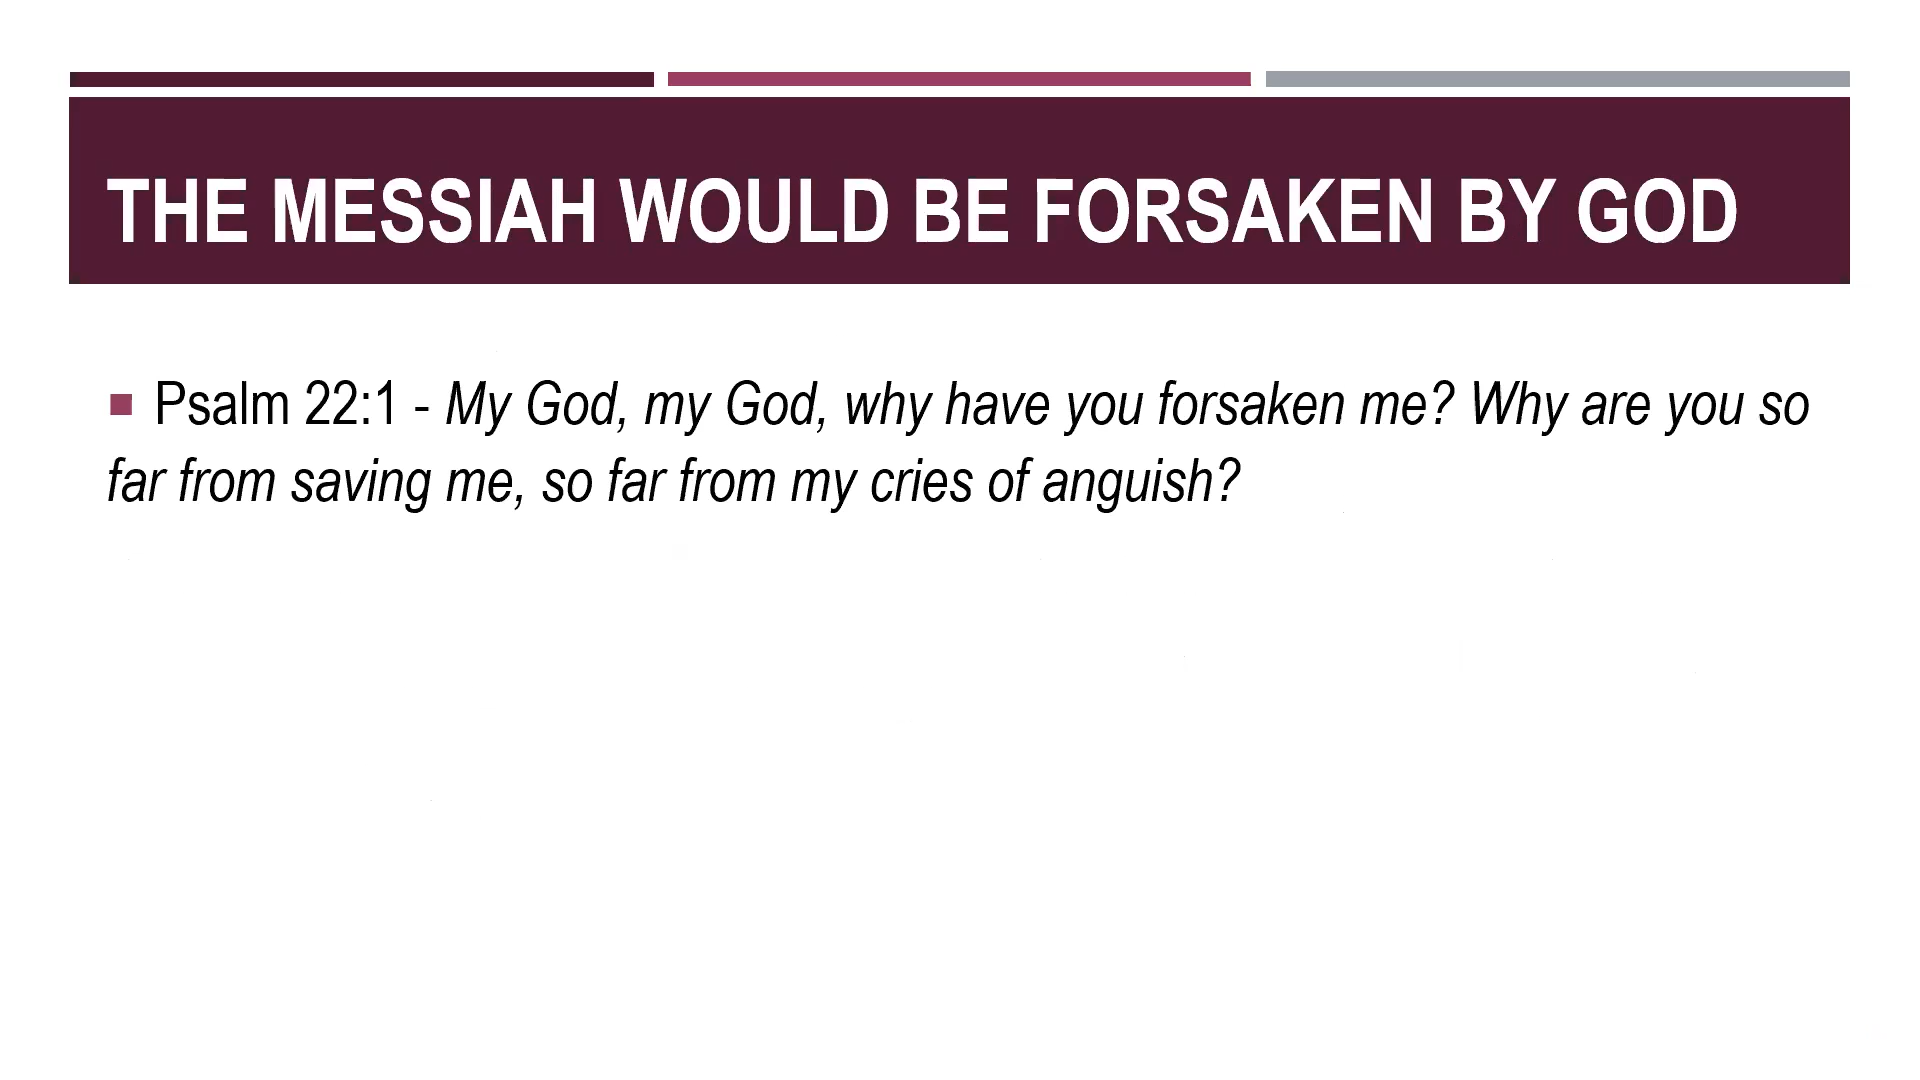 THE MESSIAH WOULD BE FORSAKEN BY GOD
Psalm 22:1 - My God, my God, why have you forsaken me? Why are you so
far from saving me, so far from my cries of anguish?